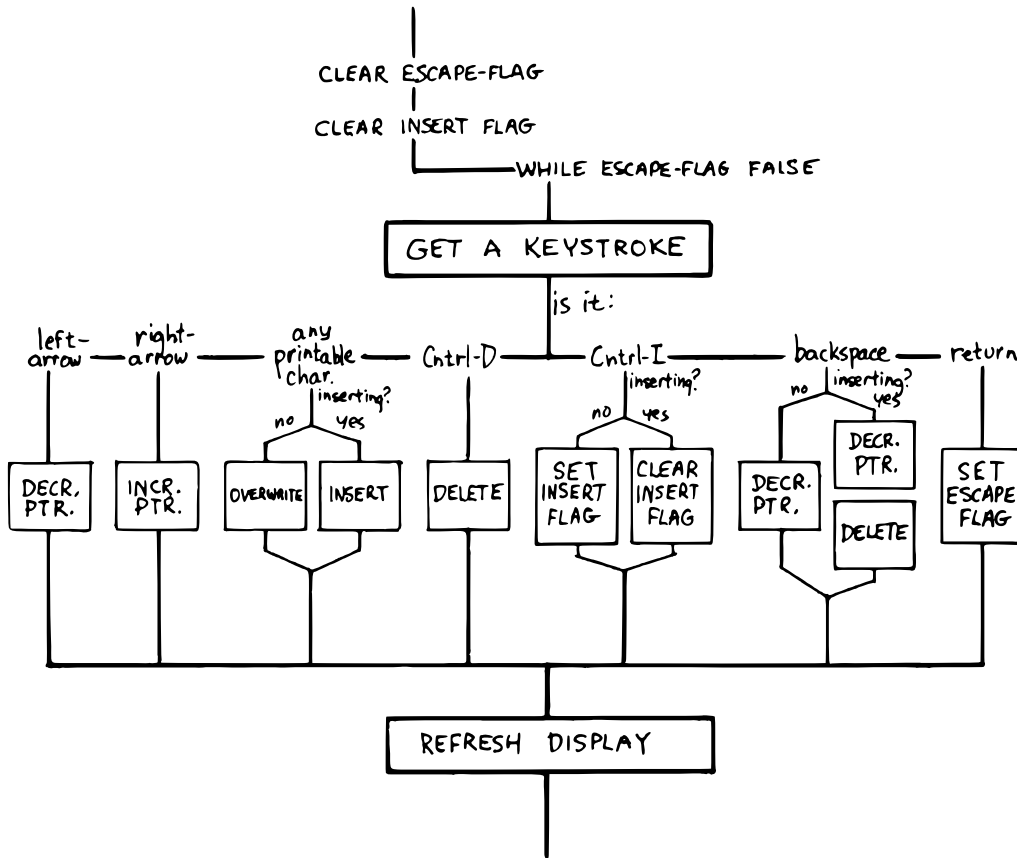 CLEAR ESCAPE-FLAG
CLEAR INSERT FLAG
WHILE ESCAPE-FLAG FALSE
GET A KEYSTROKE
is it:
left-
arrow
right-
arrow
any
printable
char.
Cntrl-D
Cntrl-I
backspace
return
inserting?
no
yes
inserting?
no
yes
inserting?
no
yes
DECR.
PTR.
INCR.
PTR.
OVERWRITE
INSERT
DELETE
SET
INSERT
FLAG
CLEAR
INSERT
FLAG
DECR.
PTR.
DECR.
PTR.
DELETE
SET
ESCAPE
FLAG
REFRESH DISPLAY